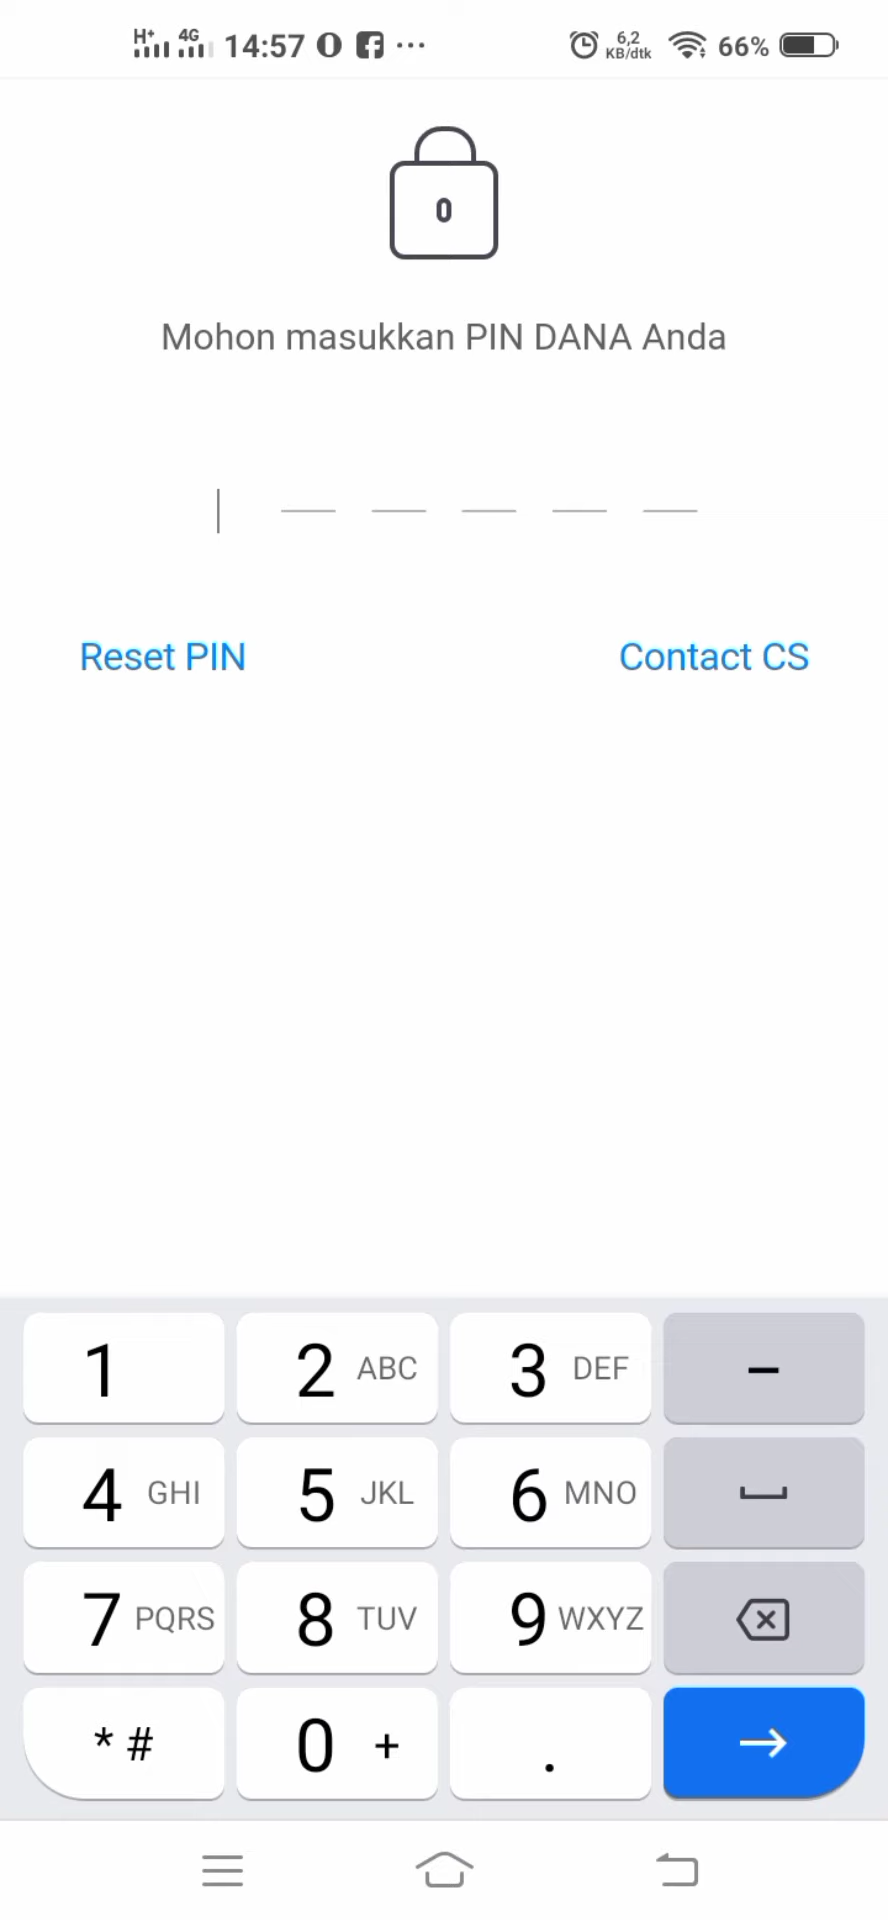 H+ 4G 14:57 ... 6,2 KB/dtk 66%
0
Mohon masukkan PIN DANA Anda
Reset PIN Contact CS
1 2 ABC 3 DEF –
4 GHI 5 JKL 6 MNO
7 PQRS 8 TUV 9 WXYZ
* # 0 + .